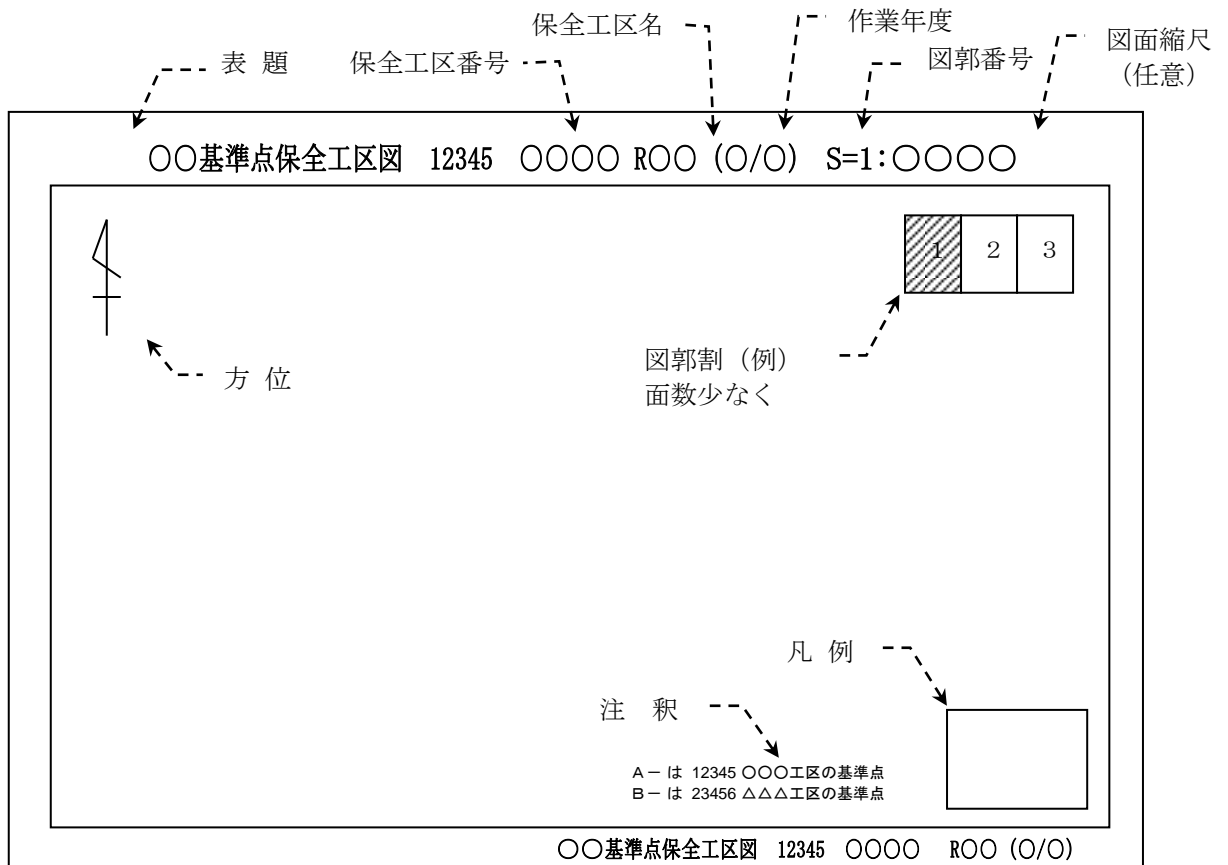 保全工区名
作業年度
表 題
保全工区番号
図郭番号
図面縮尺
(任意)
○○基準点保全工区図 12345 ○○○○ R○○ (○/○) S=1:○○○○
1 2 3
方 位
図郭割（例）
面数少なく
凡 例
注 釈
A－は 12345 ○○○工区の基準点
B－は 23456 △△△工区の基準点
○○基準点保全工区図 12345 ○○○○ R○○ (○/○)